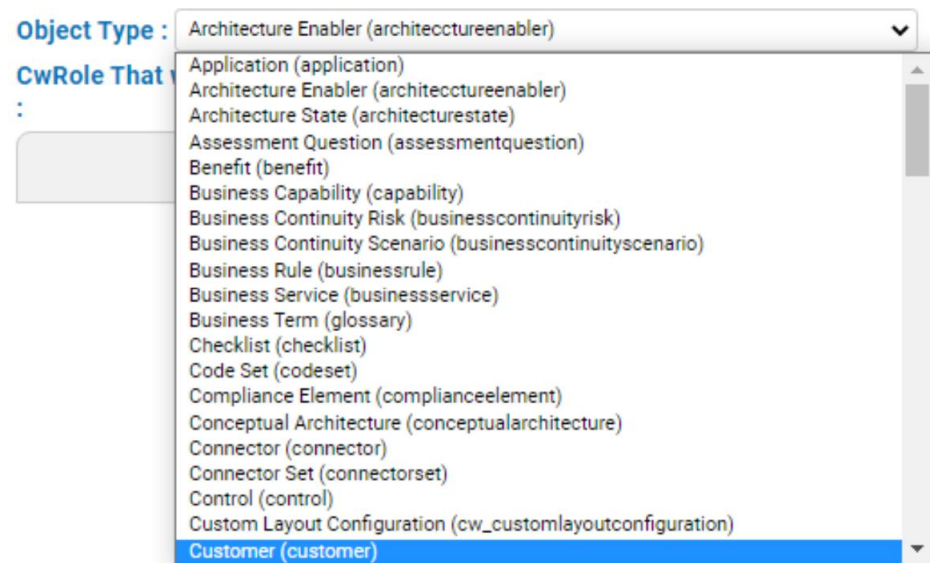 Object Type : Architecture Enabler (architecctureenabler)
CwRole That
:
Application (application)
Architecture Enabler (architecctureenabler)
Architecture State (architecturestate)
Assessment Question (assessmentquestion)
Benefit (benefit)
Business Capability (capability)
Business Continuity Risk (businesscontinuityrisk)
Business Continuity Scenario (businesscontinuityscenario)
Business Rule (businessrule)
Business Service (businessservice)
Business Term (glossary)
Checklist (checklist)
Code Set (codeset)
Compliance Element (complianceelement)
Conceptual Architecture (conceptualarchitecture)
Connector (connector)
Connector Set (connectorset)
Control (control)
Custom Layout Configuration (cw_customlayoutconfiguration)
Customer (customer)